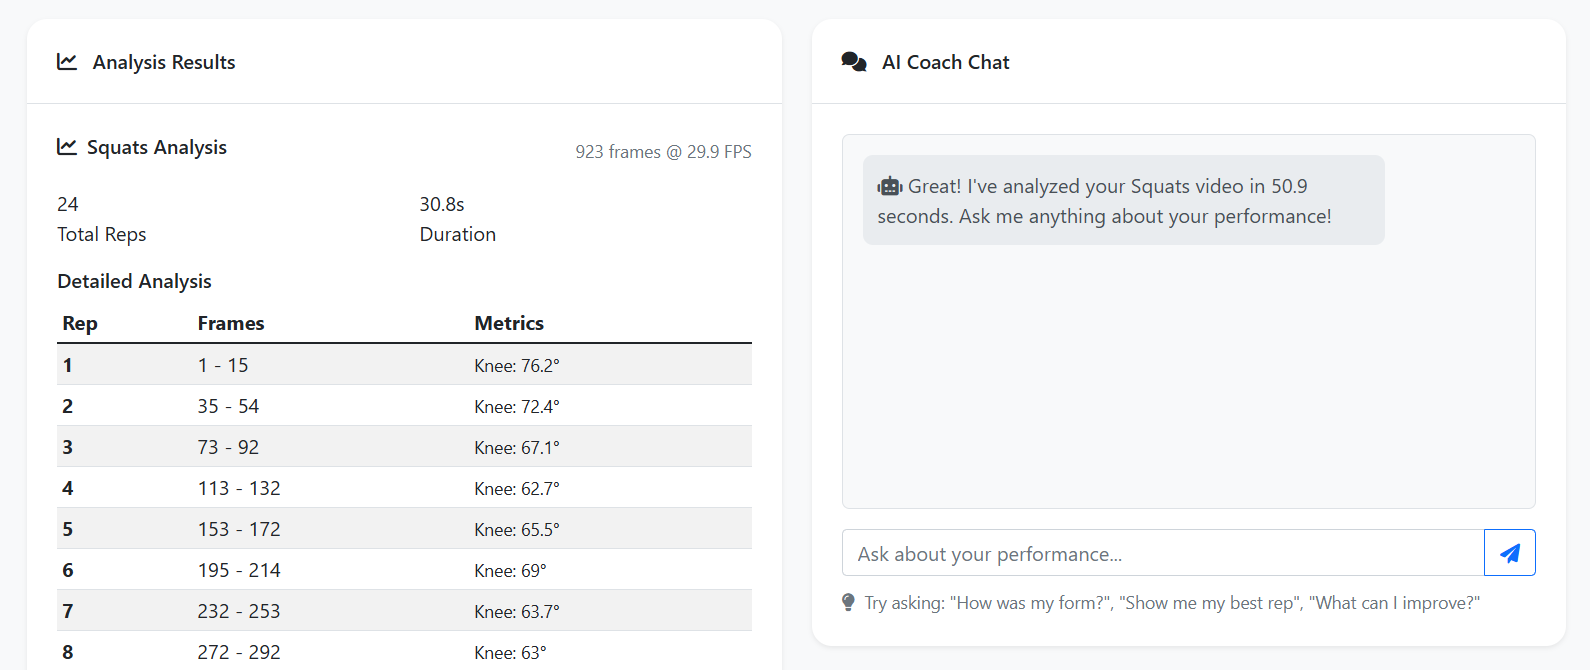 Analysis Results
Squats Analysis
923 frames @ 29.9 FPS
24
Total Reps
30.8s
Duration
Detailed Analysis
Rep Frames Metrics
1 1 - 15 Knee: 76.2°
2 35 - 54 Knee: 72.4°
3 73 - 92 Knee: 67.1°
4 113 - 132 Knee: 62.7°
5 153 - 172 Knee: 65.5°
6 195 - 214 Knee: 69°
7 232 - 253 Knee: 63.7°
8 272 - 292 Knee: 63°
AI Coach Chat
Great! I've analyzed your Squats video in 50.9
seconds. Ask me anything about your performance!
Ask about your performance...
Try asking: "How was my form?", "Show me my best rep", "What can I improve?"